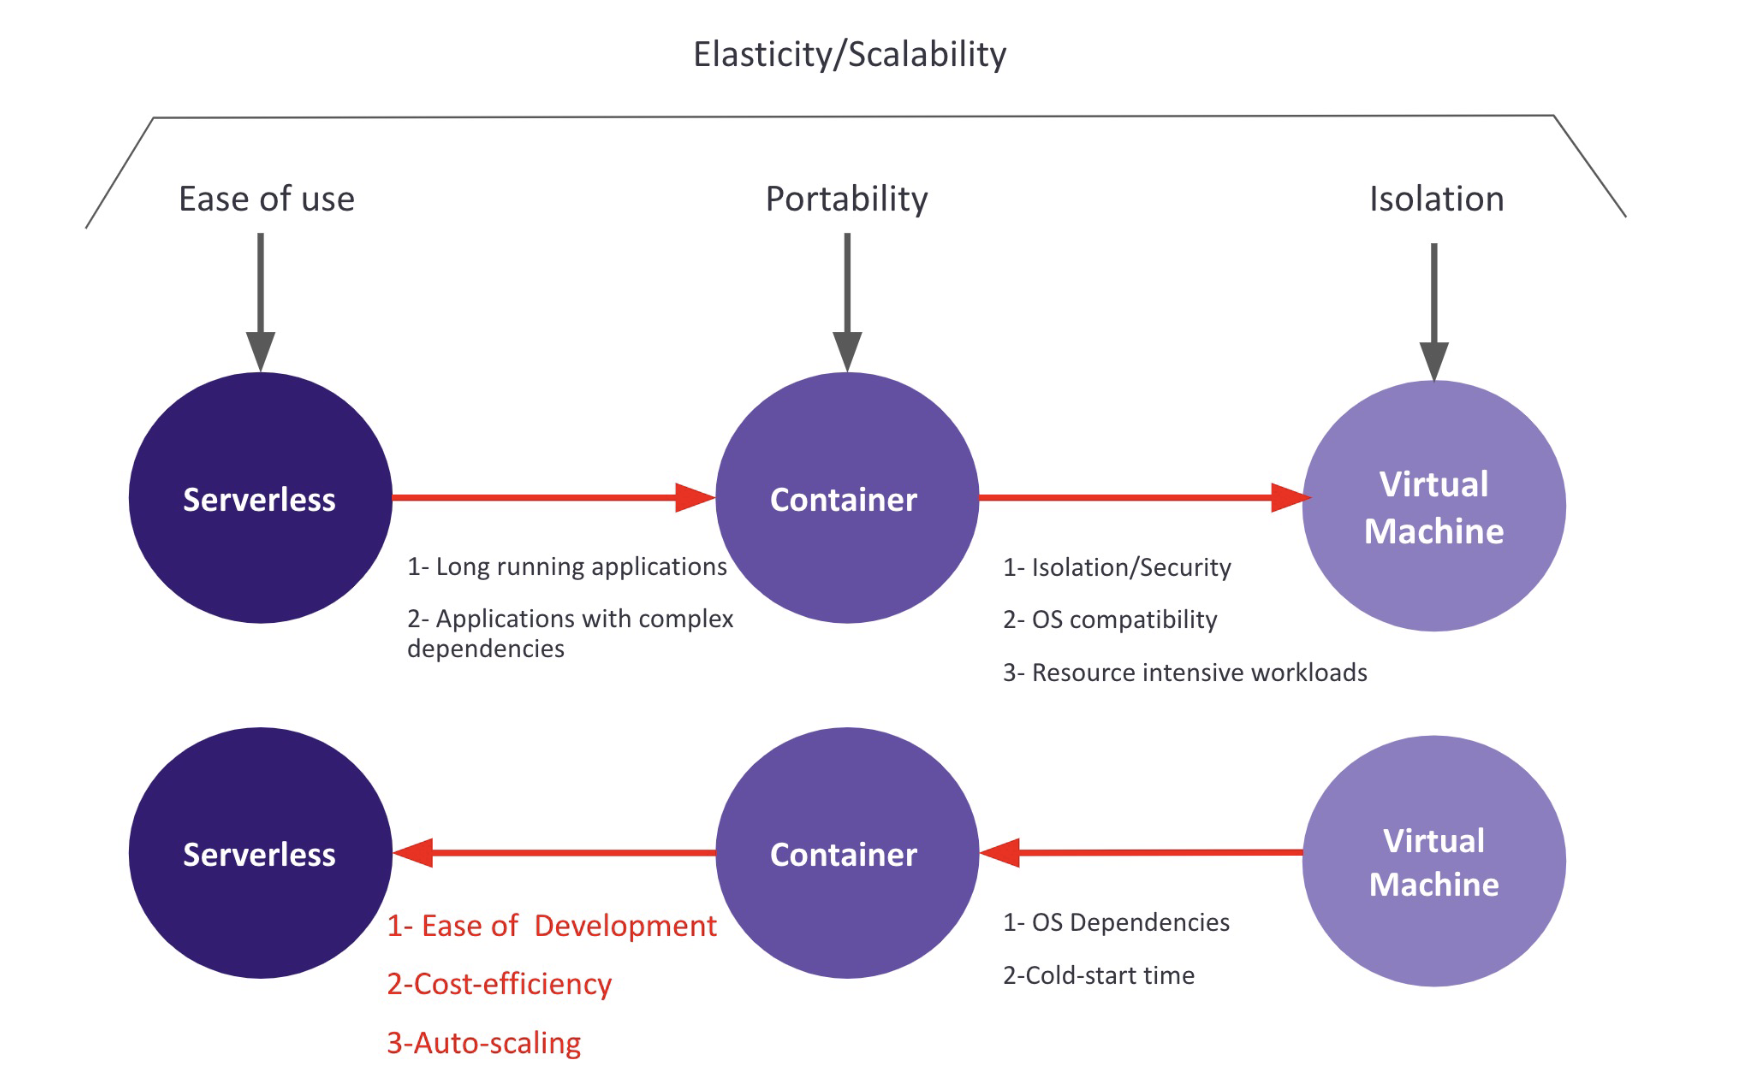 Elasticity/Scalability
Ease of use
Portability
Isolation
Serverless
Container
Virtual
Machine
1- Long running applications
2- Applications with complex
dependencies
1- Isolation/Security
2- OS compatibility
3- Resource intensive workloads
Serverless
Container
Virtual
Machine
1- Ease of  Development
2-Cost-efficiency
3-Auto-scaling
1- OS Dependencies
2-Cold-start time